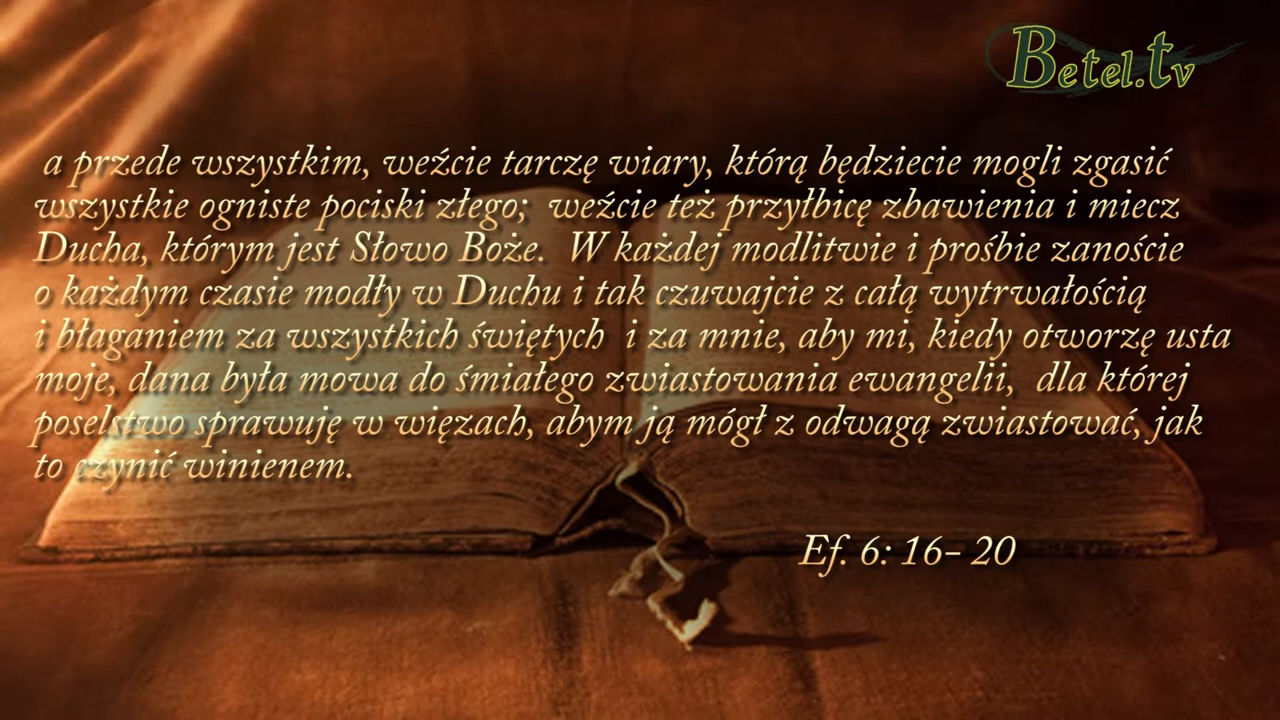 Betel.tv
a przede wszystkim, weźcie tarczę wiary, którą będziecie mogli zgasić
wszystkie ogniste pociski złego; weźcie też przyłbicę zbawienia i miecz
Ducha, którym jest Słowo Boże. W każdej modlitwie i prośbie zanoście
o każdym czasie modły w Duchu i tak czuwajcie z całą wytrwałością
i błaganiem za wszystkich świętych i za mnie, aby mi, kiedy otworzę usta
moje, dana była mowa do śmiałego zwiastowania ewangelii, dla której
poselstwo sprawuję w więzach, abym ją mógł z odwagą zwiastować, jak
to czynić winienem.
Ef. 6: 16- 20